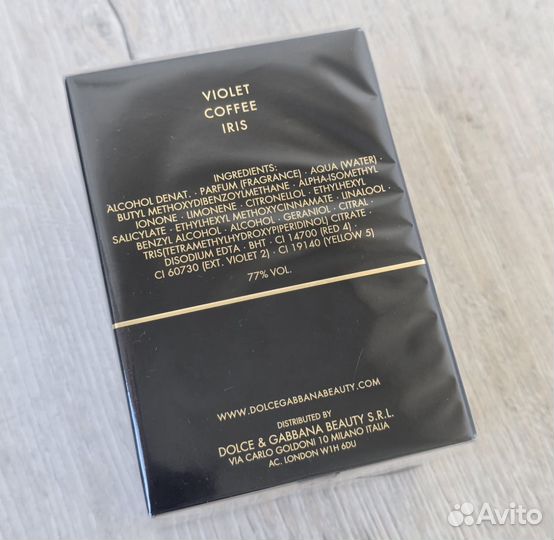 VIOLET
COFFEE
IRIS
INGREDIENTS:
ALCOHOL DENAT. · PARFUM (FRAGRANCE) · AQUA (WATER) ·
BUTYL METHOXYDIBENZOYLMETHANE · ALPHA-ISOMETHYL
IONONE · LIMONENE · CITRONELLOL · ETHYLHEXYL
SALICYLATE · ETHYLHEXYL METHOXYCINNAMATE · LINALOOL ·
BENZYL ALCOHOL · ALCOHOL · GERANIOL · CITRAL ·
TRIS(TETRAMETHYLHYDROXYPIPERIDINOL) CITRATE ·
DISODIUM EDTA · BHT · CI 14700 (RED 4) ·
CI 60730 (EXT. VIOLET 2) · CI 19140 (YELLOW 5)
77% VOL.
WWW.DOLCEGABBANABEAUTY.COM
DISTRIBUTED BY
DOLCE & GABBANA BEAUTY S.R.L.
VIA CARLO GOLDONI 10 MILANO ITALIA
AC. LONDON W1H 6DU
Avito